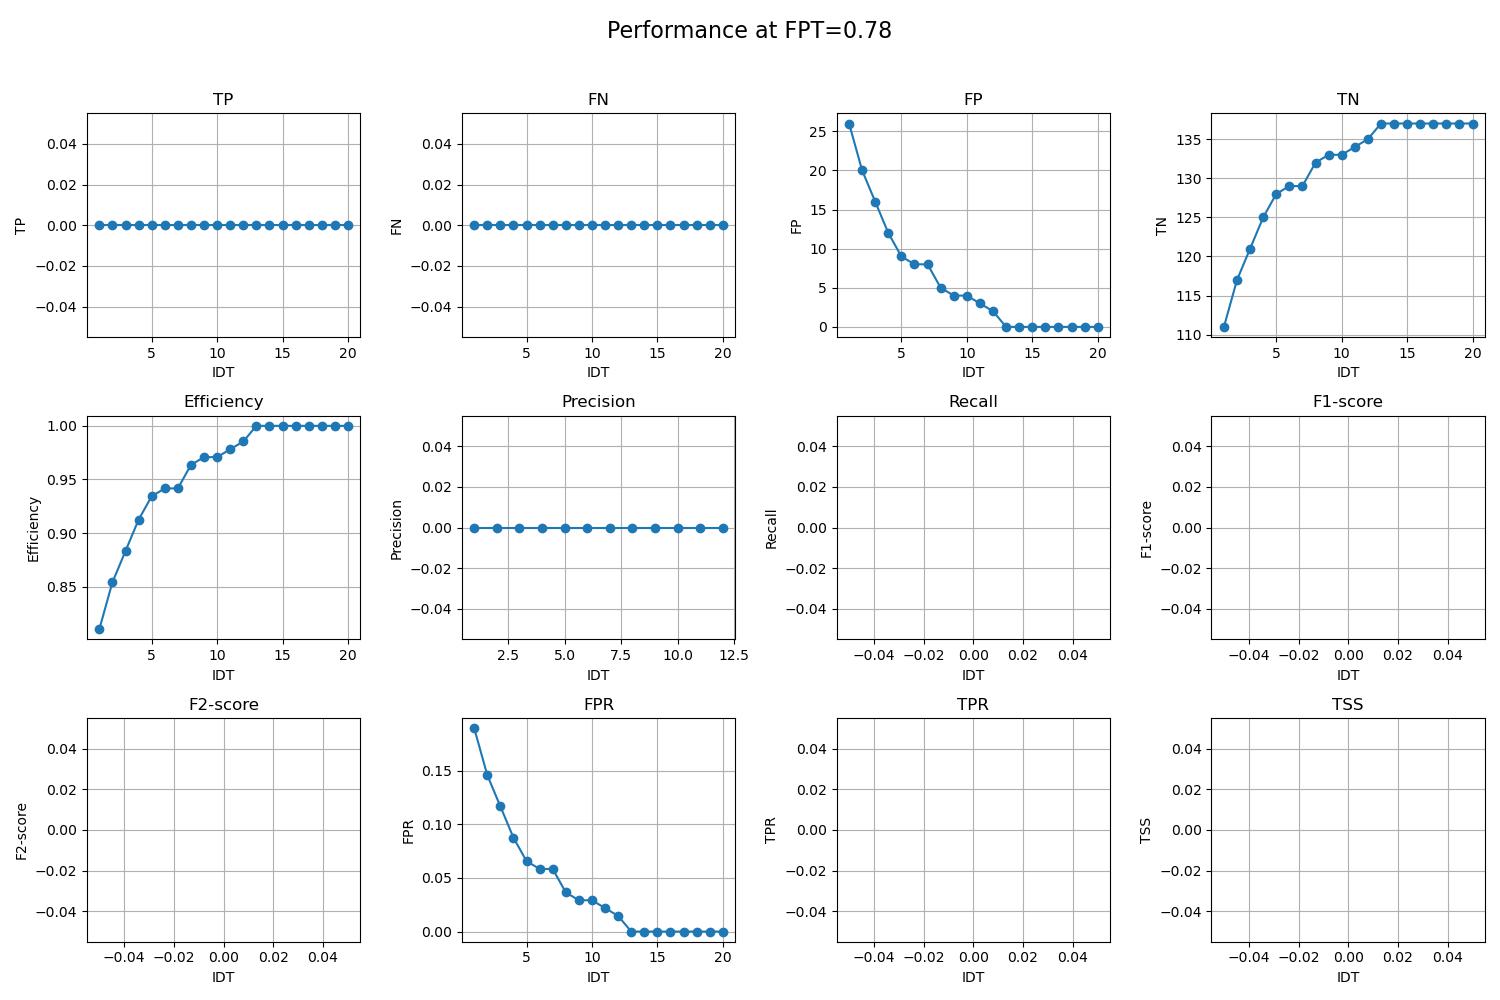 Performance at FPT=0.78
TP
TP
0.04
0.02
0.00
−0.02
−0.04
5 10 15 20
IDT
FN
FN
0.04
0.02
0.00
−0.02
−0.04
5 10 15 20
IDT
FP
FP
25
20
15
10
5
0
5 10 15 20
IDT
TN
TN
135
130
125
120
115
110
5 10 15 20
IDT
Efficiency
Efficiency
1.00
0.95
0.90
0.85
5 10 15 20
IDT
Precision
Precision
0.04
0.02
0.00
−0.02
−0.04
2.5 5.0 7.5 10.0 12.5
IDT
Recall
Recall
0.04
0.02
0.00
−0.02
−0.04
−0.04 −0.02 0.00 0.02 0.04
IDT
F1-score
F1-score
0.04
0.02
0.00
−0.02
−0.04
−0.04 −0.02 0.00 0.02 0.04
IDT
F2-score
F2-score
0.04
0.02
0.00
−0.02
−0.04
−0.04 −0.02 0.00 0.02 0.04
IDT
FPR
FPR
0.15
0.10
0.05
0.00
5 10 15 20
IDT
TPR
TPR
0.04
0.02
0.00
−0.02
−0.04
−0.04 −0.02 0.00 0.02 0.04
IDT
TSS
TSS
0.04
0.02
0.00
−0.02
−0.04
−0.04 −0.02 0.00 0.02 0.04
IDT